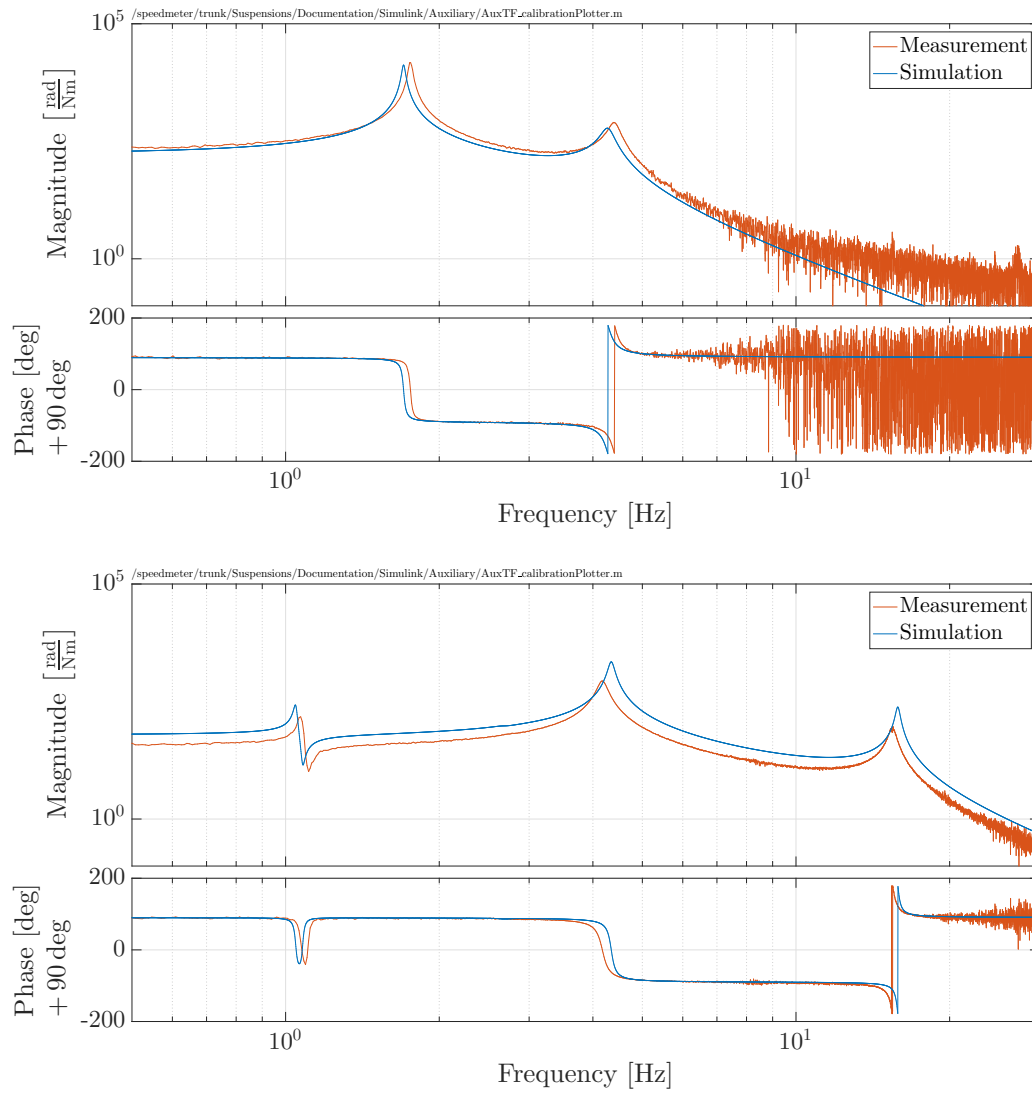 /speedmeter/trunk/Suspensions/Documentation/Simulink/Auxiliary/AuxTF_calibrationPlotter.m
10^5
Measurement
Simulation
Magnitude [rad/Nm]
10^0
200
Phase [deg]
+ 90 deg
0
-200
10^0
10^1
Frequency [Hz]
/speedmeter/trunk/Suspensions/Documentation/Simulink/Auxiliary/AuxTF_calibrationPlotter.m
10^5
Measurement
Simulation
Magnitude [rad/Nm]
10^0
200
Phase [deg]
+ 90 deg
0
-200
10^0
10^1
Frequency [Hz]